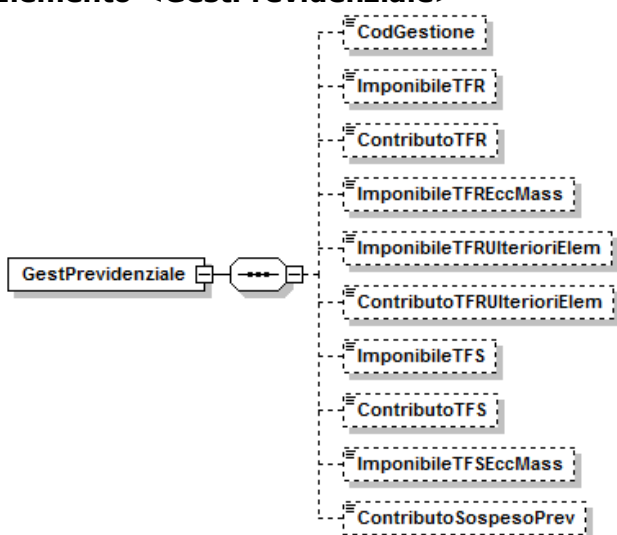 Elemento <GestPrevidenziale>
CodGestione
ImponibileTFR
ContributoTFR
ImponibileTFREccMass
GestPrevidenziale
ImponibileTFRUlterioriElem
ContributoTFRUlterioriElem
ImponibileTFS
ContributoTFS
ImponibileTFSEccMass
ContributoSospesoPrev